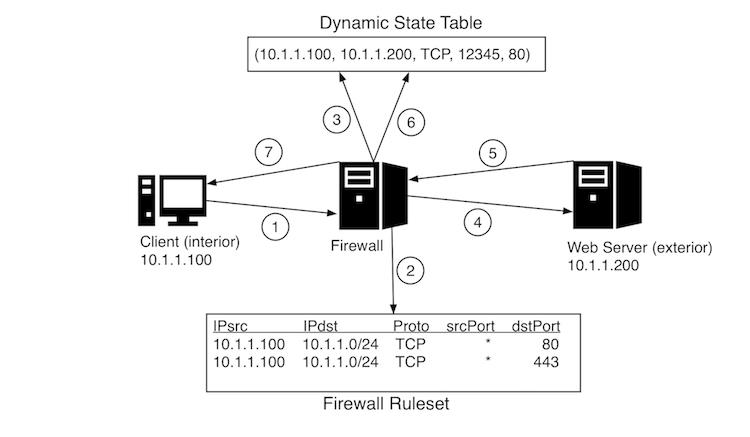 Dynamic State Table
(10.1.1.100, 10.1.1.200, TCP, 12345, 80)
3
6
7
5
1
4
Client (interior)
10.1.1.100
Firewall
Web Server (exterior)
10.1.1.200
2
IPsrc IPdst Proto srcPort dstPort
10.1.1.100 10.1.1.0/24 TCP * 80
10.1.1.100 10.1.1.0/24 TCP * 443
Firewall Ruleset